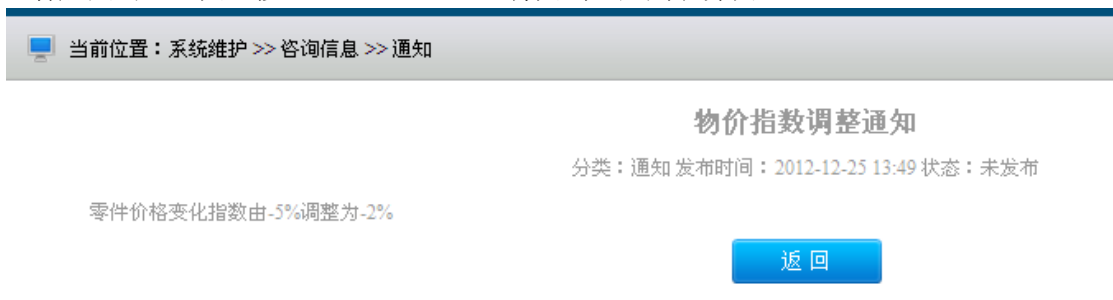 当前位置：系统维护 >> 咨询信息 >> 通知
物价指数调整通知
分类：通知 发布时间：2012-12-25 13:49 状态：未发布
零件价格变化指数由-5%调整为-2%
返 回